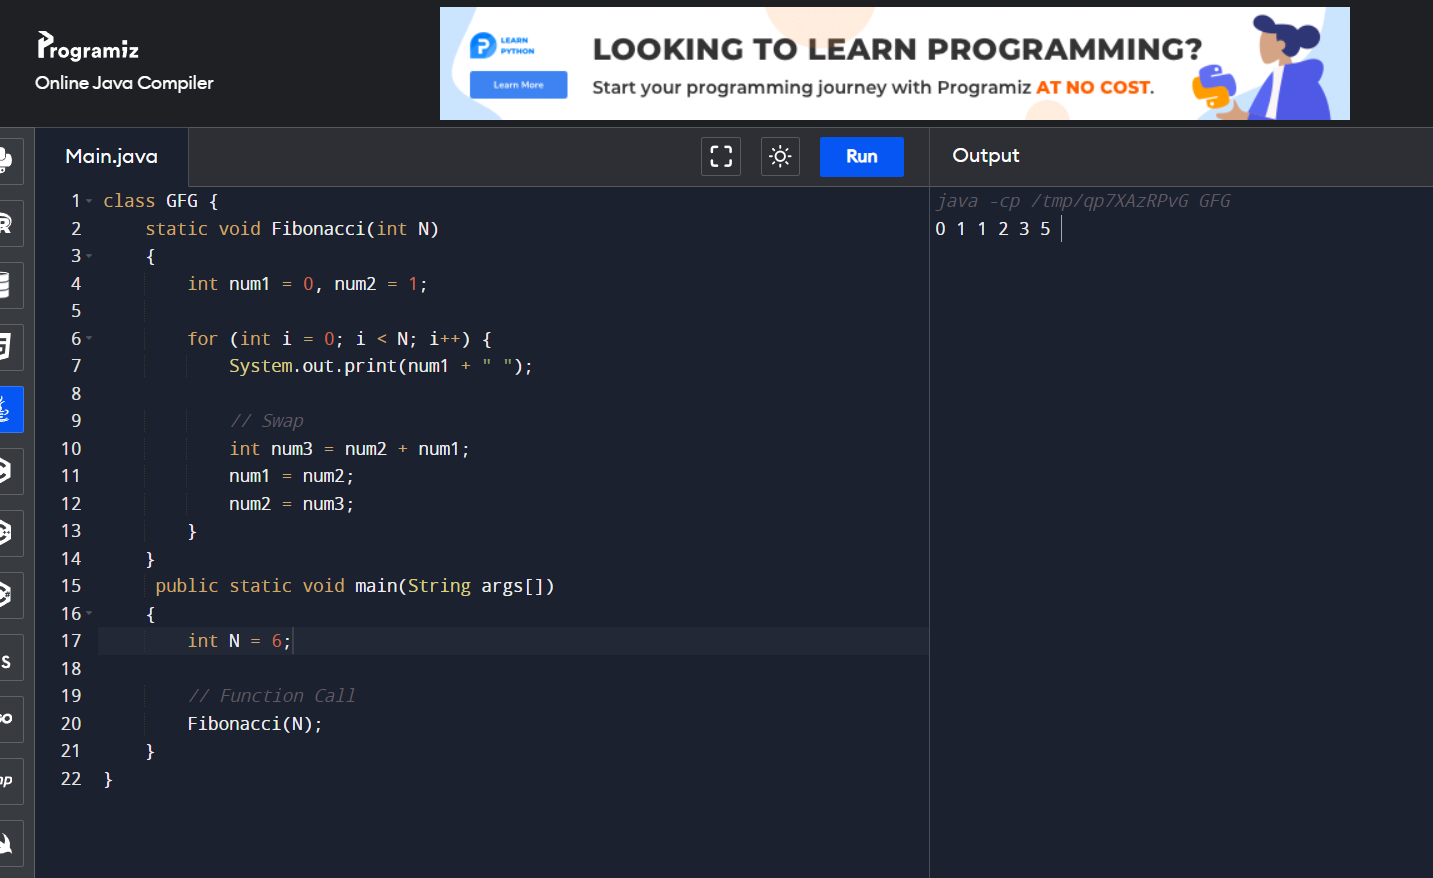 Programiz
Online Java Compiler
LEARN
PYTHON
Learn More
LOOKING TO LEARN PROGRAMMING?
Start your programming journey with Programiz AT NO COST.
Main.java
Run
Output
1 class GFG {
2     static void Fibonacci(int N)
3     {
4         int num1 = 0, num2 = 1;
5
6         for (int i = 0; i < N; i++) {
7             System.out.print(num1 + " ");
8
9             // Swap
10             int num3 = num2 + num1;
11             num1 = num2;
12             num2 = num3;
13         }
14     }
15      public static void main(String args[])
16     {
17         int N = 6;
18
19         // Function Call
20         Fibonacci(N);
21     }
22 }
java -cp /tmp/qp7XAzRPvG GFG
0 1 1 2 3 5